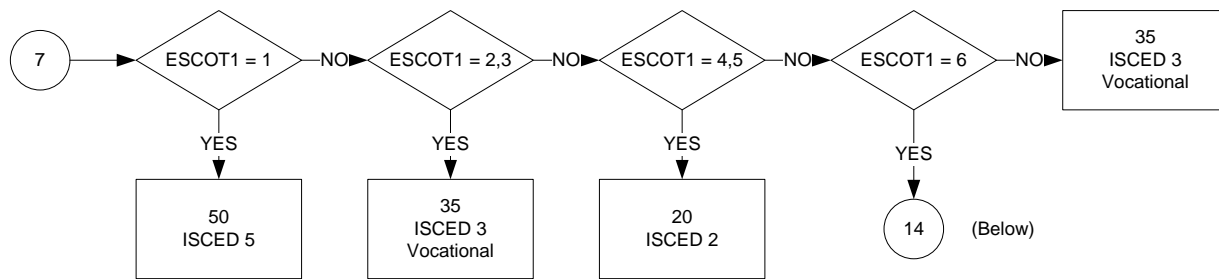 7
ESCOT1 = 1
NO
ESCOT1 = 2,3
NO
ESCOT1 = 4,5
NO
ESCOT1 = 6
NO
35
ISCED 3
Vocational
YES
YES
YES
YES
50
ISCED 5
35
ISCED 3
Vocational
20
ISCED 2
14
(Below)